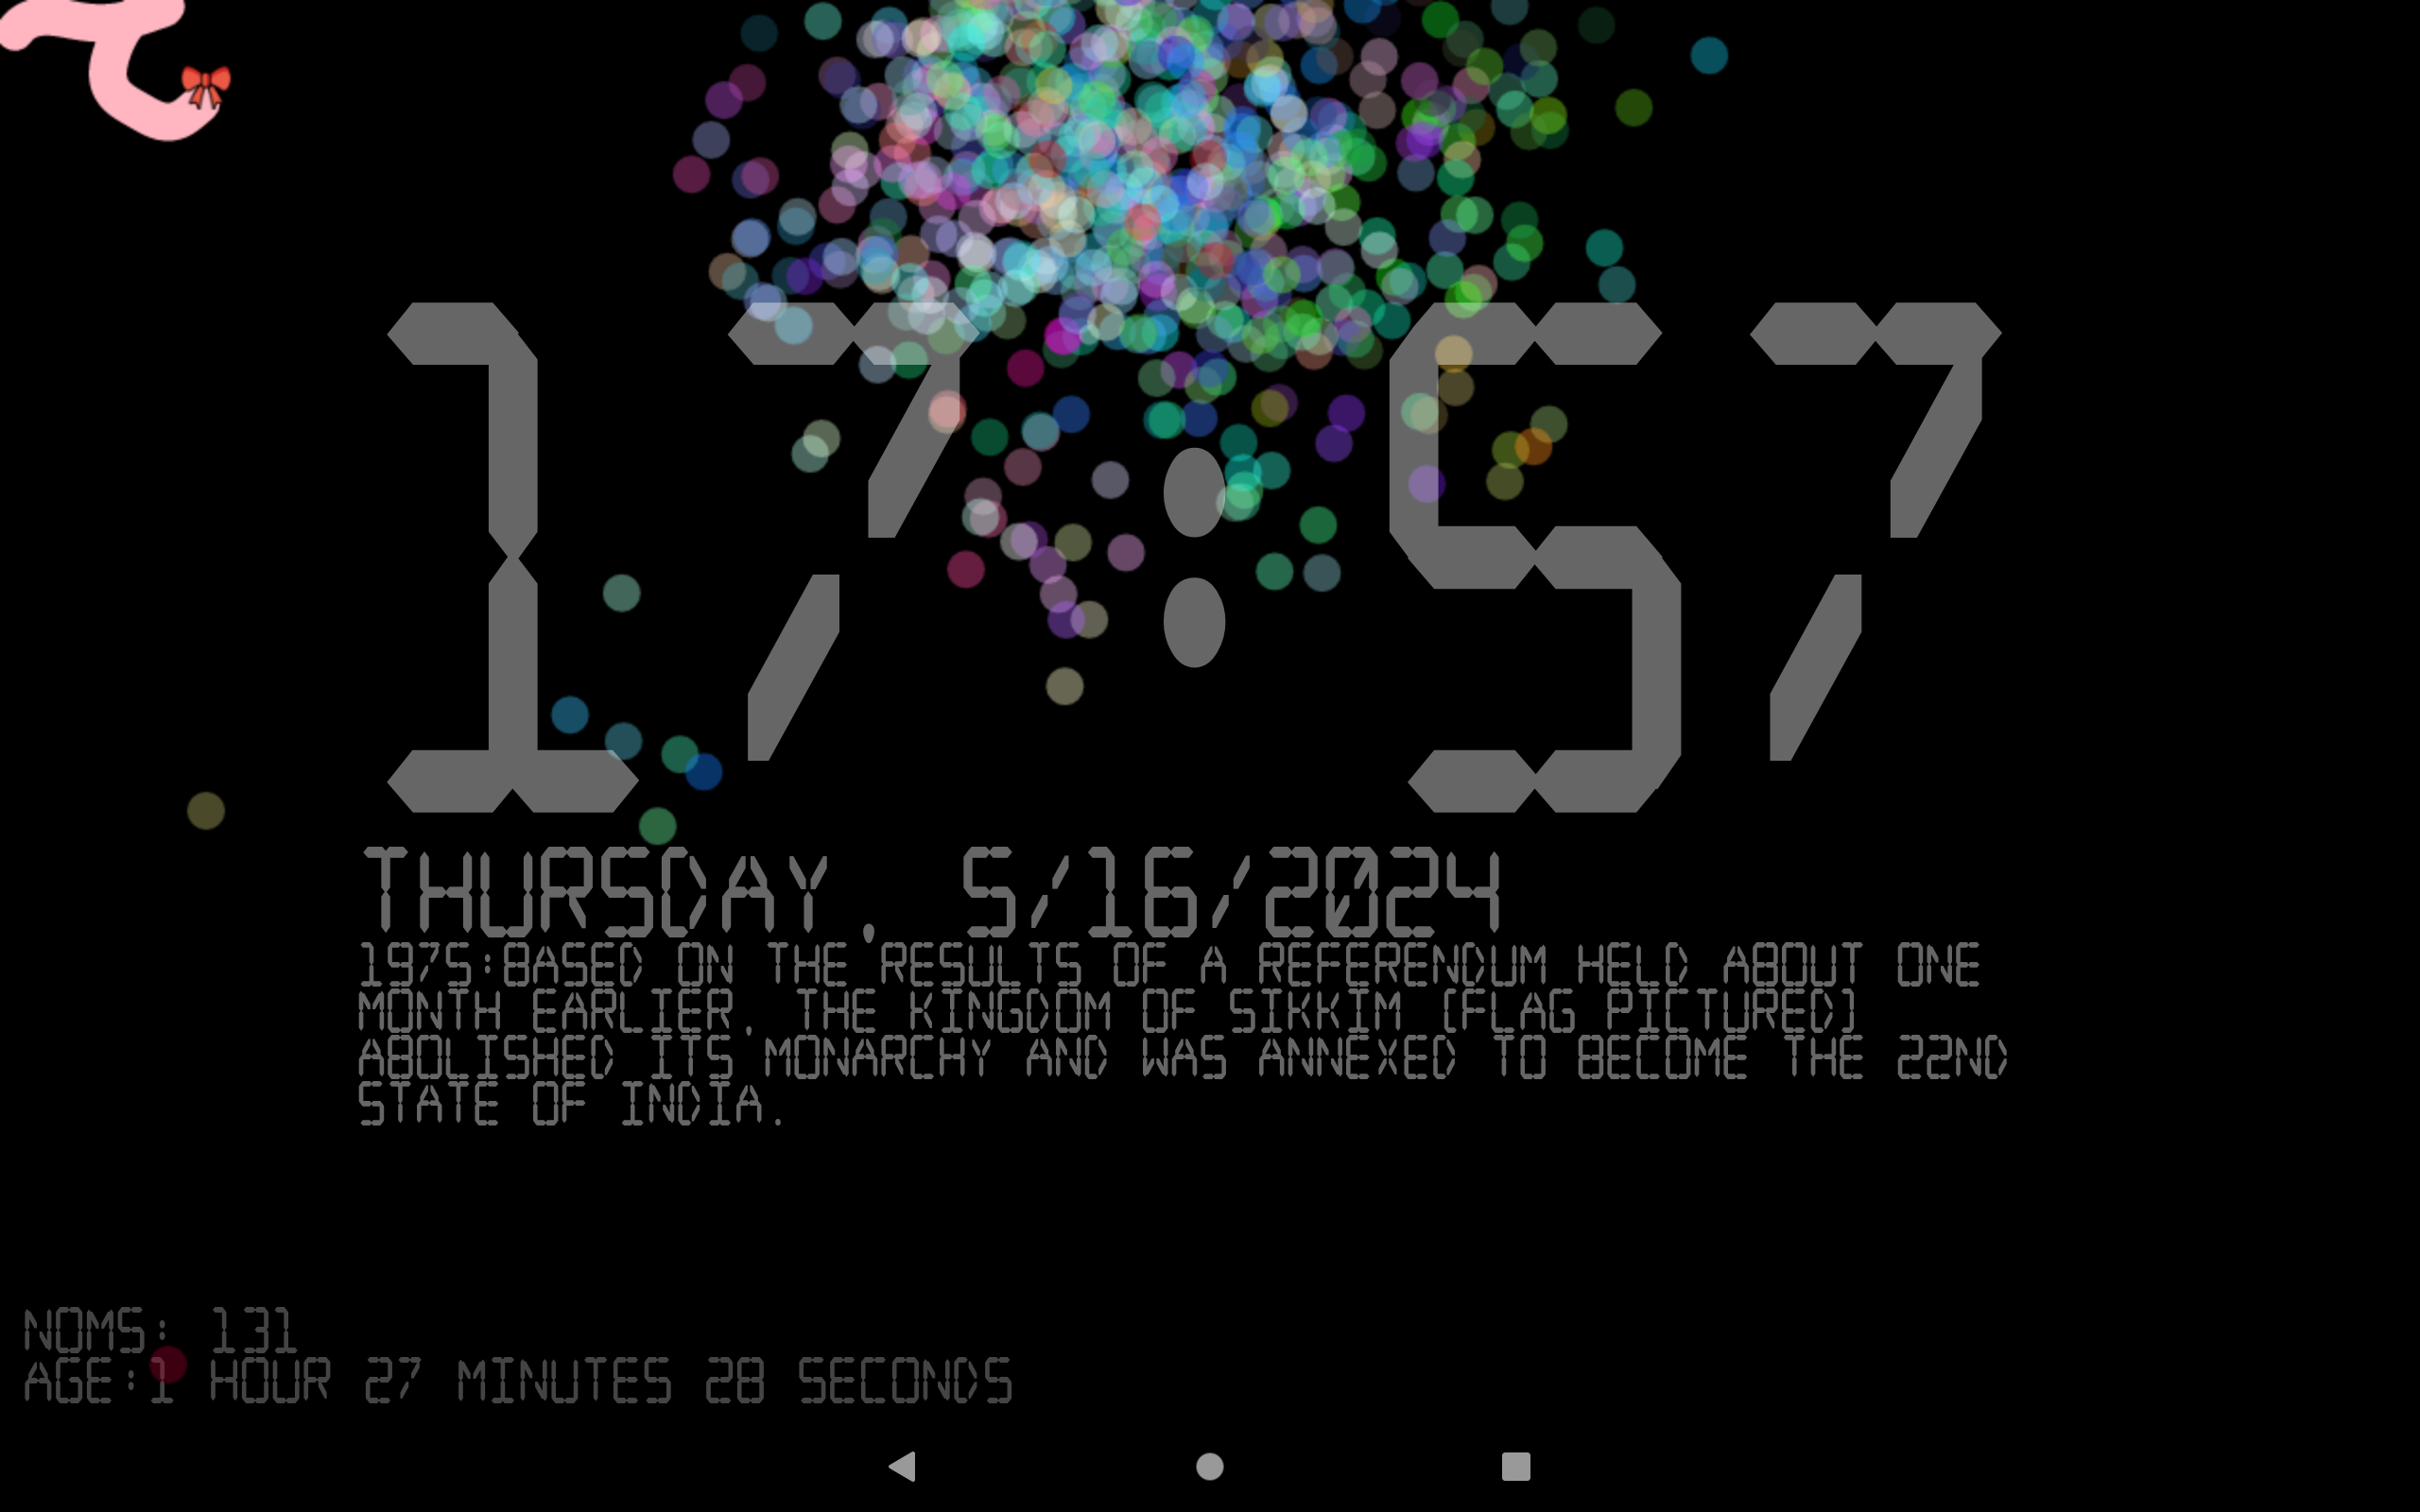 17:57
THURSDAY, 5/16/2024
1975:BASED ON THE RESULTS OF A REFERENDUM HELD ABOUT ONE
MONTH EARLIER, THE KINGDOM OF SIKKIM (FLAG PICTURED)
ABOLISHED ITS MONARCHY AND WAS ANNEXED TO BECOME THE 22ND
STATE OF INDIA.
NOMS: 131
AGE:1 HOUR 27 MINUTES 28 SECONDS